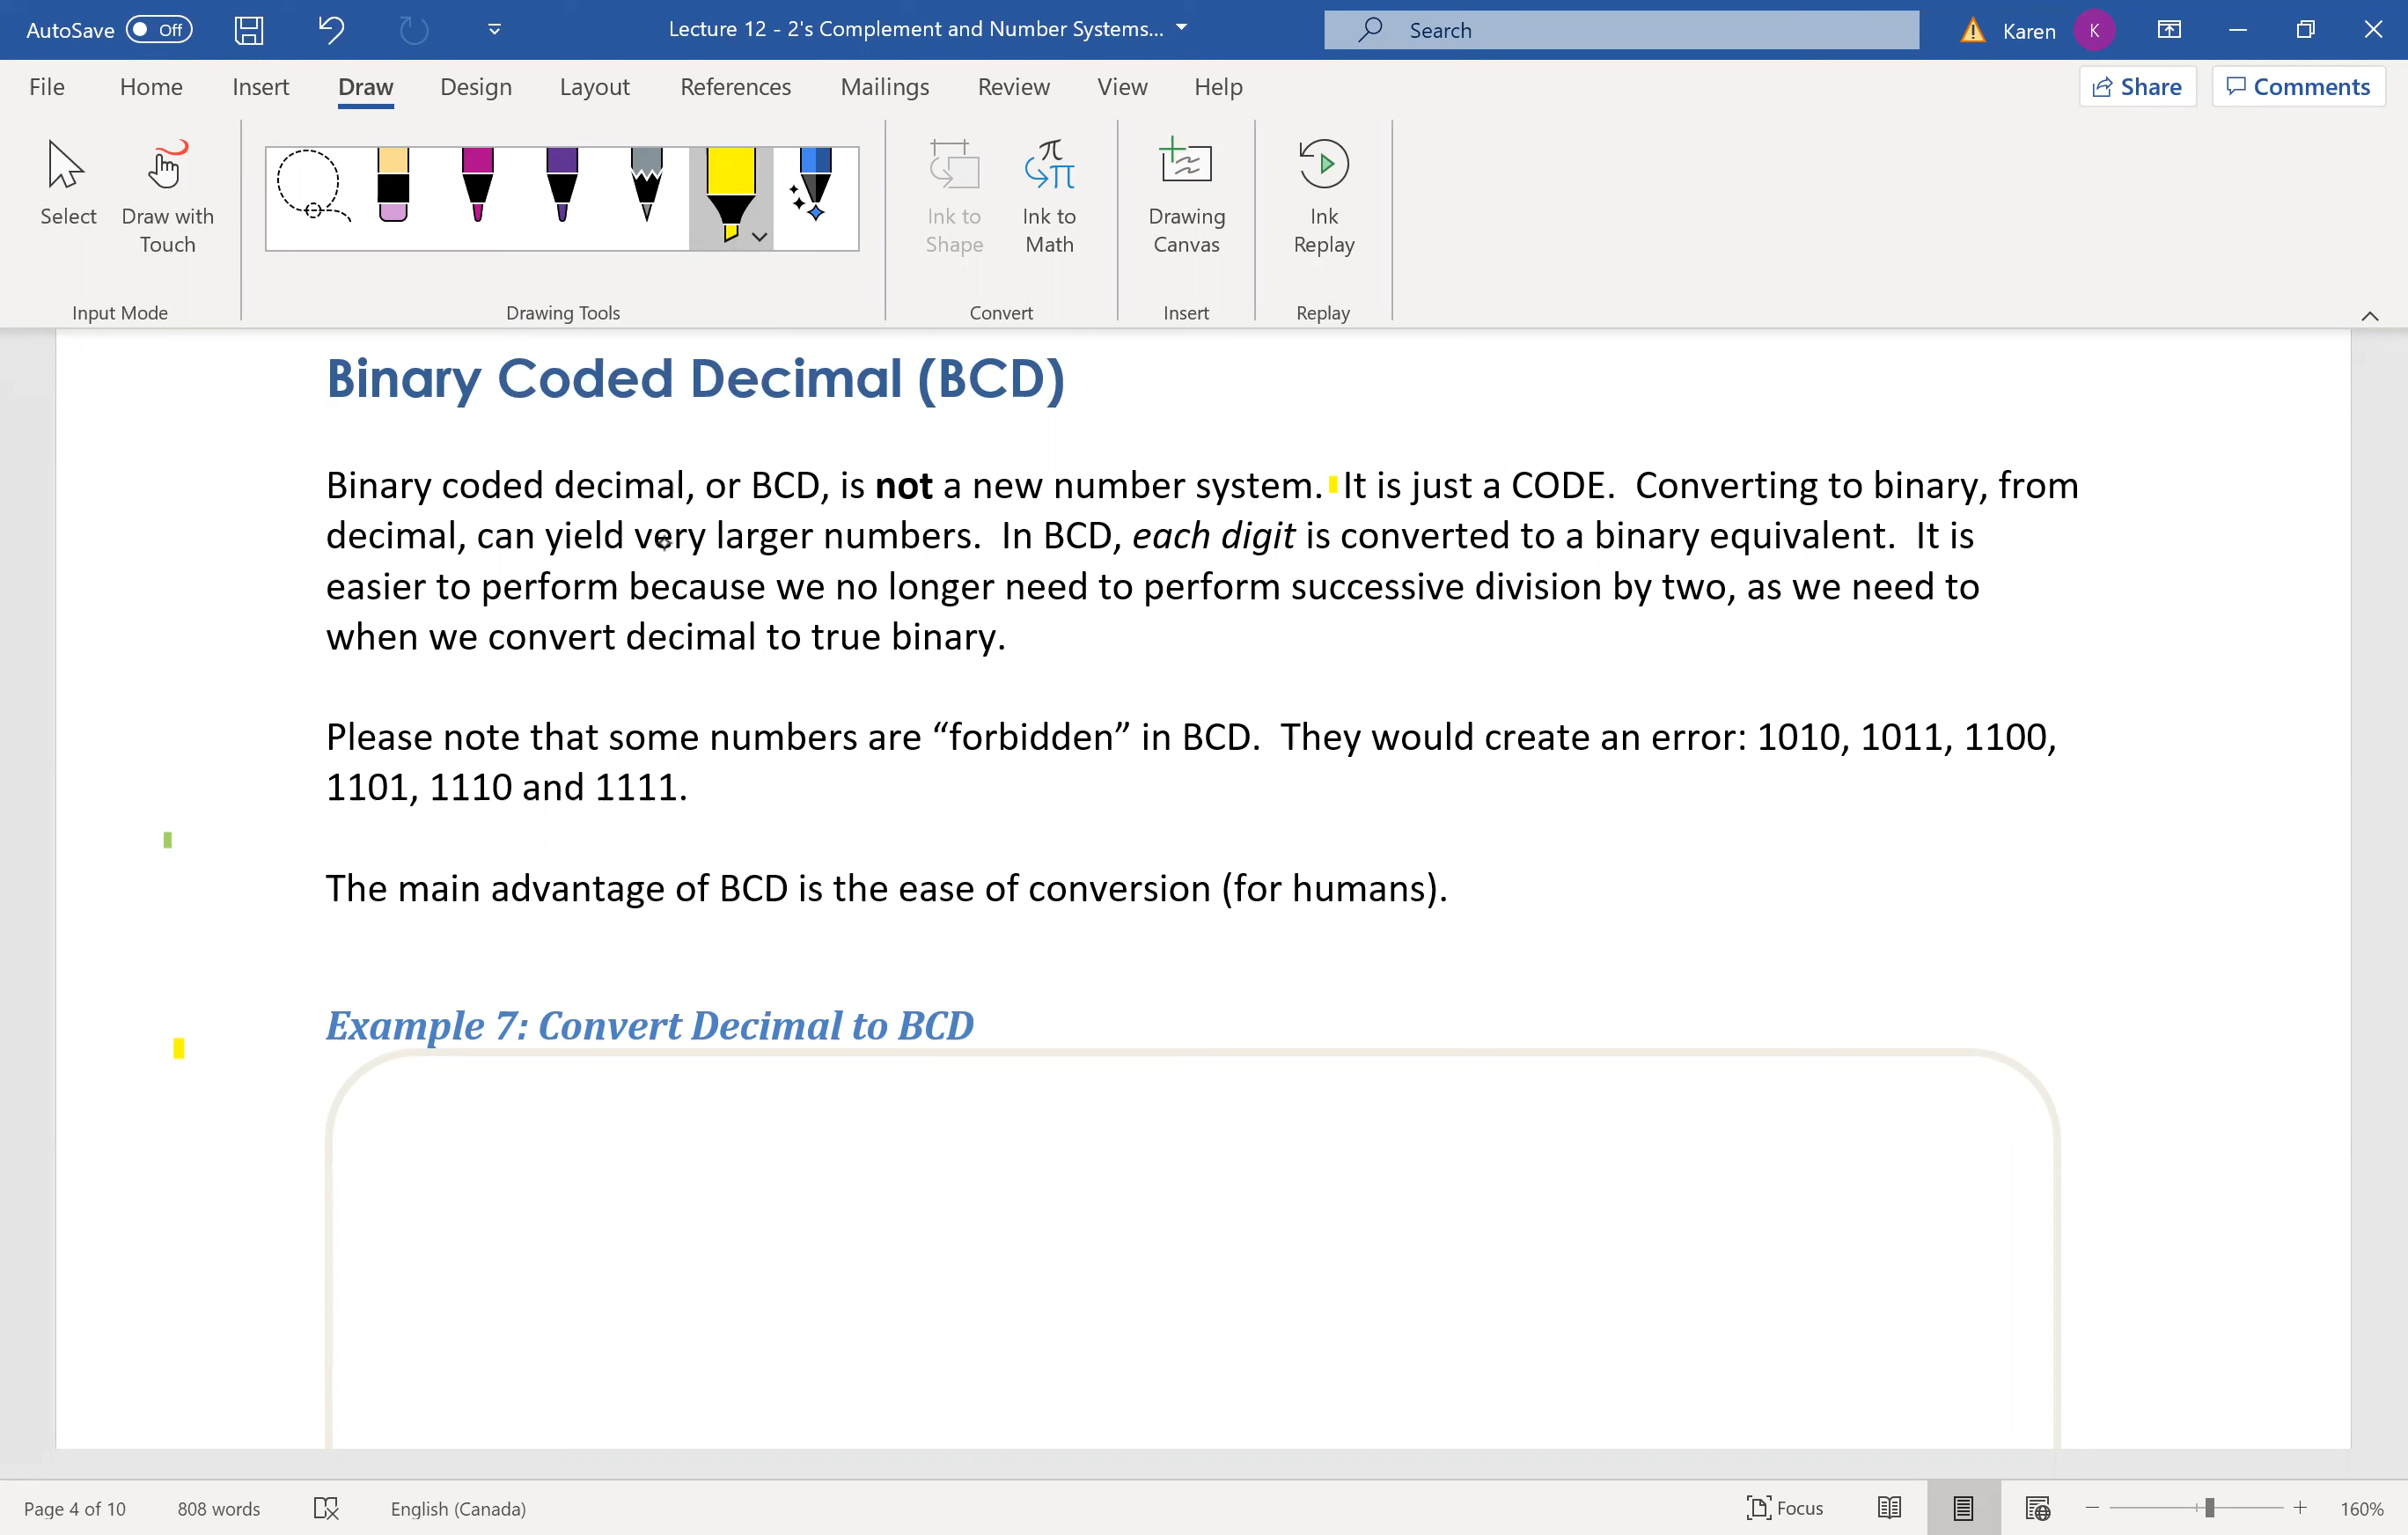 AutoSave Off Lecture 12 - 2's Complement and Number Systems... Search Karen K
File Home Insert Draw Design Layout References Mailings Review View Help Share Comments
Select Draw with Touch Ink to Shape Ink to Math Drawing Canvas Ink Replay
Input Mode Drawing Tools Convert Insert Replay
Binary Coded Decimal (BCD)
Binary coded decimal, or BCD, is not a new number system. It is just a CODE. Converting to binary, from
decimal, can yield very larger numbers. In BCD, each digit is converted to a binary equivalent. It is
easier to perform because we no longer need to perform successive division by two, as we need to
when we convert decimal to true binary.
Please note that some numbers are “forbidden” in BCD. They would create an error: 1010, 1011, 1100,
1101, 1110 and 1111.
The main advantage of BCD is the ease of conversion (for humans).
Example 7: Convert Decimal to BCD
Page 4 of 10 808 words English (Canada) Focus 160%